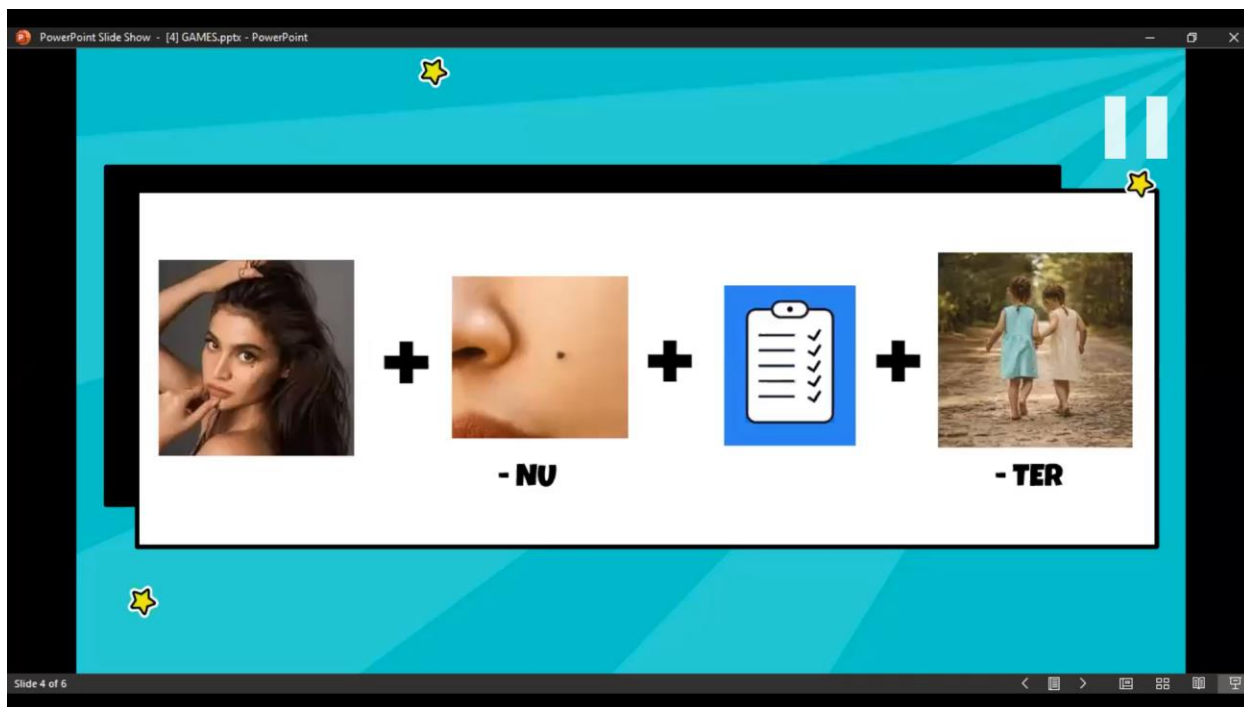 PowerPoint Slide Show - [4] GAMES.pptx - PowerPoint
- NU
- TER
Slide 4 of 6